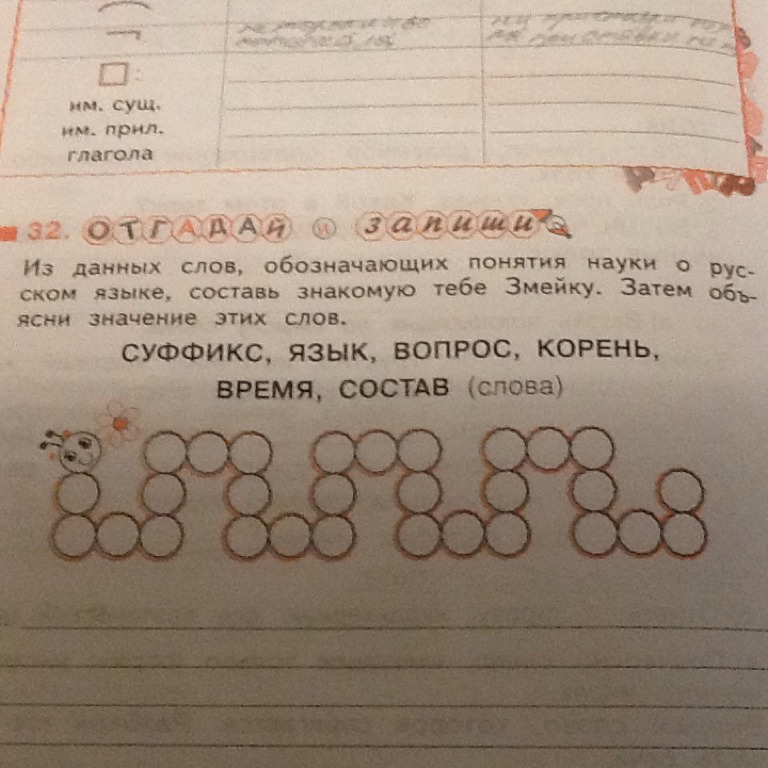 им. сущ.
им. прил.
глагола
32. ОТГАДАЙ и запиши
Из данных слов, обозначающих понятия науки о рус-
ском языке, составь знакомую тебе Змейку. Затем объ-
ясни значение этих слов.
СУФФИКС, ЯЗЫК, ВОПРОС, КОРЕНЬ,
ВРЕМЯ, СОСТАВ (слова)